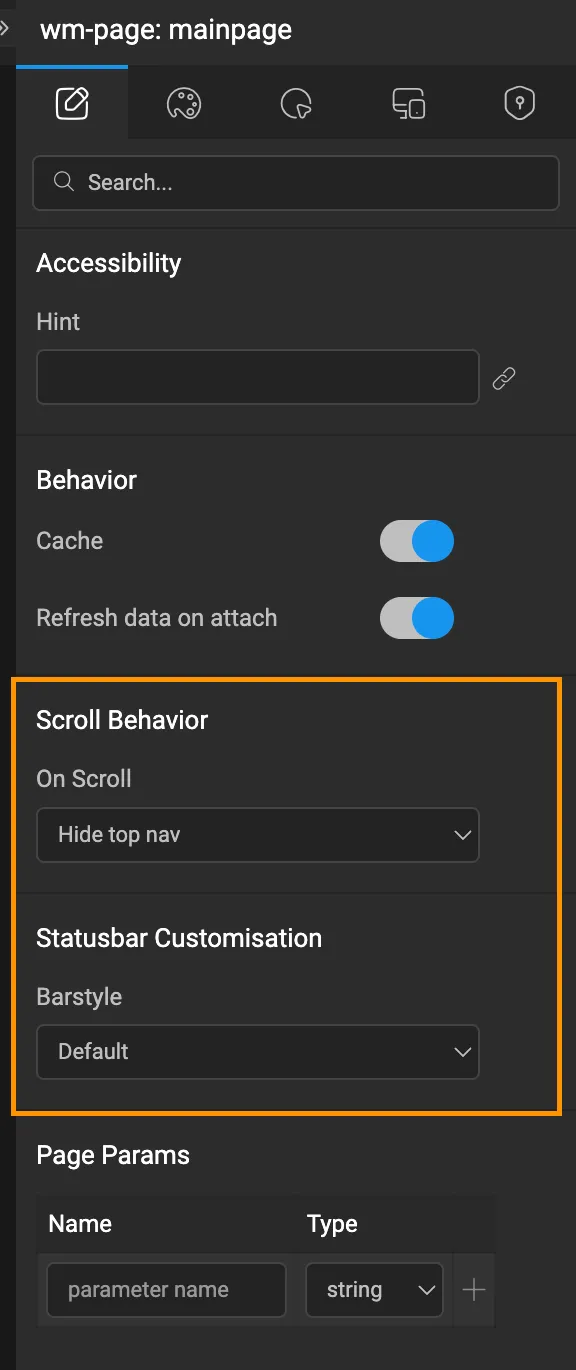 wm-page: mainpage
Search...
Accessibility
Hint
Behavior
Cache
Refresh data on attach
Scroll Behavior
On Scroll
Hide top nav
Statusbar Customisation
Barstyle
Default
Page Params
Name Type
parameter name string